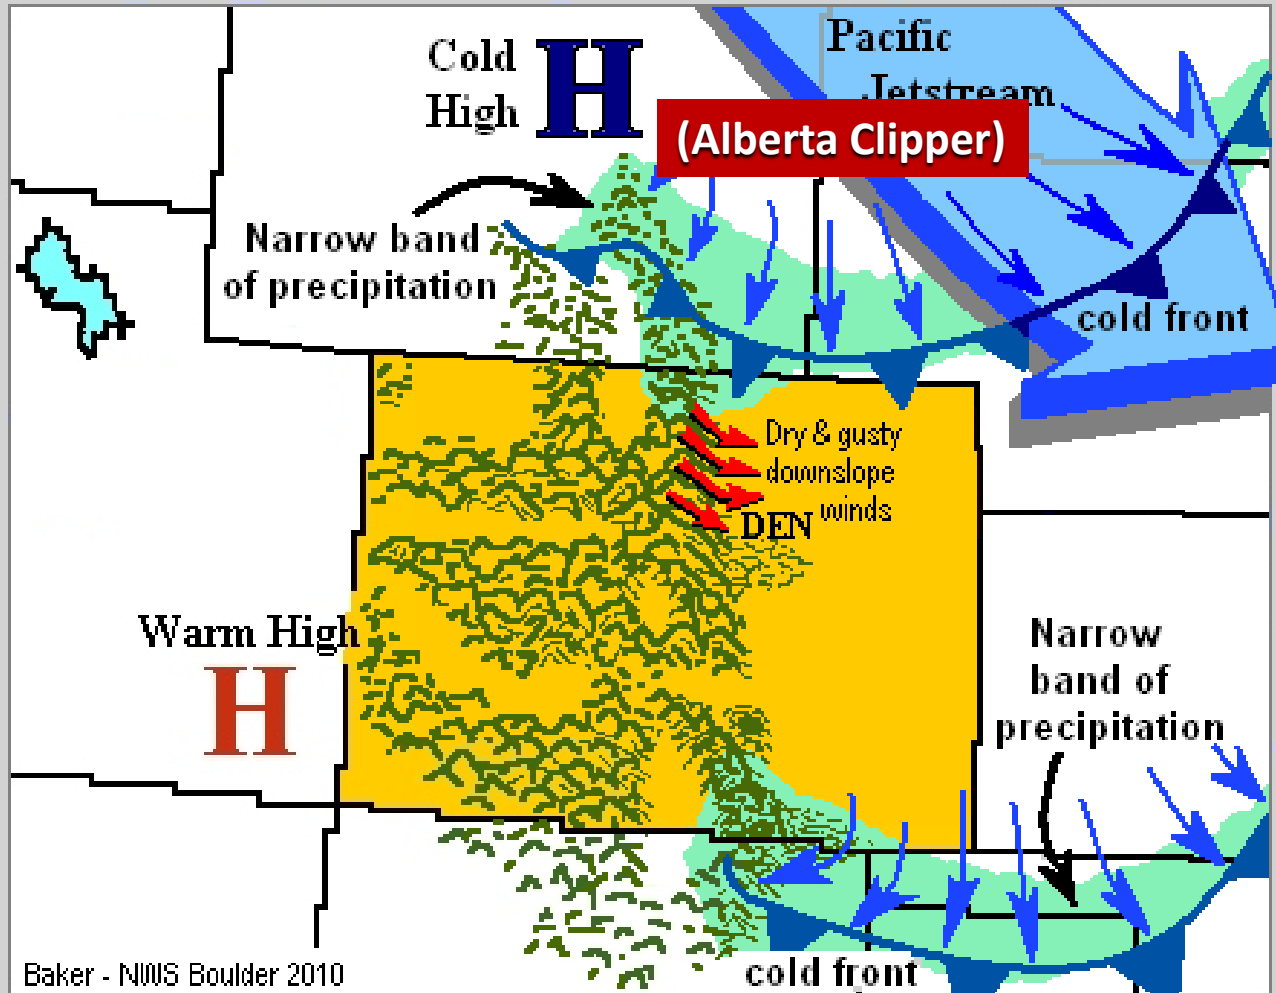 Cold
High
H
Pacific
Jetstream
(Alberta Clipper)
Narrow band
of precipitation
cold front
Dry & gusty
downslope
winds
DEN
Warm High
H
Narrow
band of
precipitation
cold front
Baker - NWS Boulder 2010